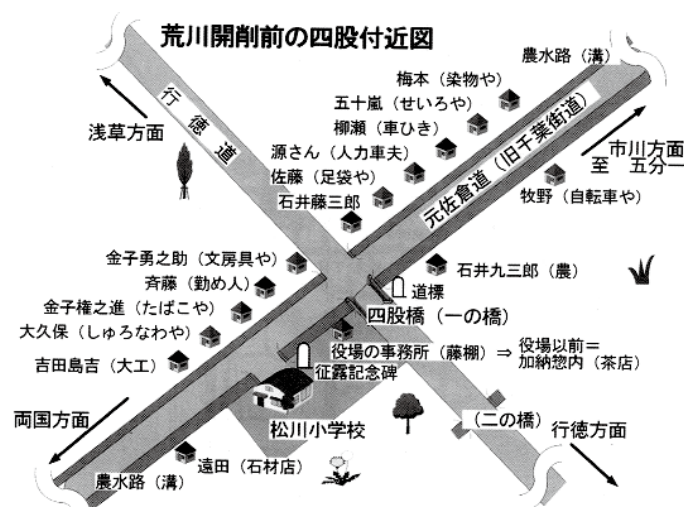 荒川開削前の四股付近図
農水路（溝）
梅本（染物や）
五十嵐（せいろや）
柳瀬（車ひき）
源さん（人力車夫）
佐藤（足袋や）
石井藤三郎
行徳道
浅草方面
元佐倉道（旧千葉街道）
市川方面
至　五分一
牧野（自転車や）
金子勇之助（文房具や）
斉藤（勤め人）
金子権之進（たばこや）
大久保（しゅろなわや）
吉田島吉（大工）
石井九三郎（農）
道標
四股橋（一の橋）
役場の事務所（藤棚）⇒ 役場以前＝
加納惣内（茶店）
征露記念碑
松川小学校
両国方面
（二の橋）
行徳方面
遠田（石材店）
農水路（溝）